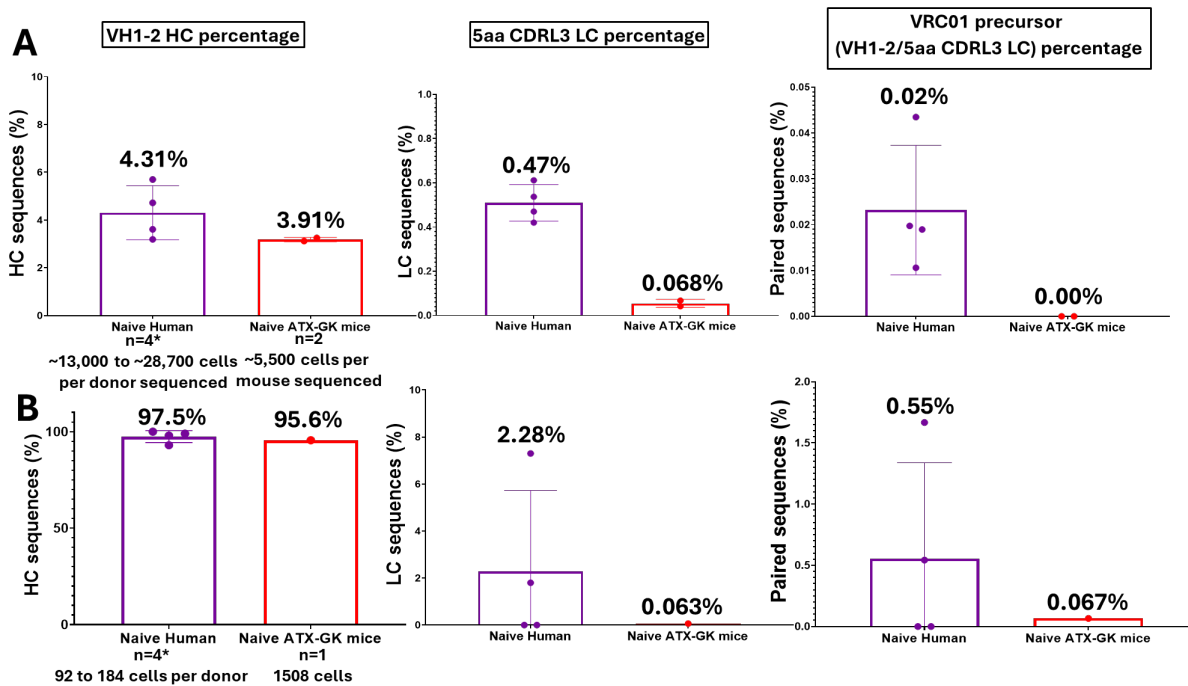 A
VH1-2 HC percentage
5aa CDRL3 LC percentage
VRC01 precursor
(VH1-2/5aa CDRL3 LC) percentage
HC sequences (%)
10
8
6
4
2
0
4.31%
3.91%
Naive Human
Naive ATX-GK mice
n=4*
n=2
~13,000 to ~28,700 cells
per donor sequenced
~5,500 cells per
mouse sequenced
LC sequences (%)
1.0
0.8
0.6
0.4
0.2
0.0
0.47%
0.068%
Naive Human
Naive ATX-GK mice
Paired sequences (%)
0.05
0.04
0.03
0.02
0.01
0.00
0.02%
0.00%
Naive Human
Naive ATX-GK mice
B
HC sequences (%)
100
50
0
97.5%
95.6%
Naive Human
Naive ATX-GK mice
n=4*
n=1
92 to 184 cells per donor
1508 cells
LC sequences (%)
10
8
6
4
2
0
2.28%
0.063%
Naive Human
Naive ATX-GK mice
Paired sequences (%)
2.0
1.5
1.0
0.5
0.0
0.55%
0.067%
Naive Human
Naive ATX-GK mice